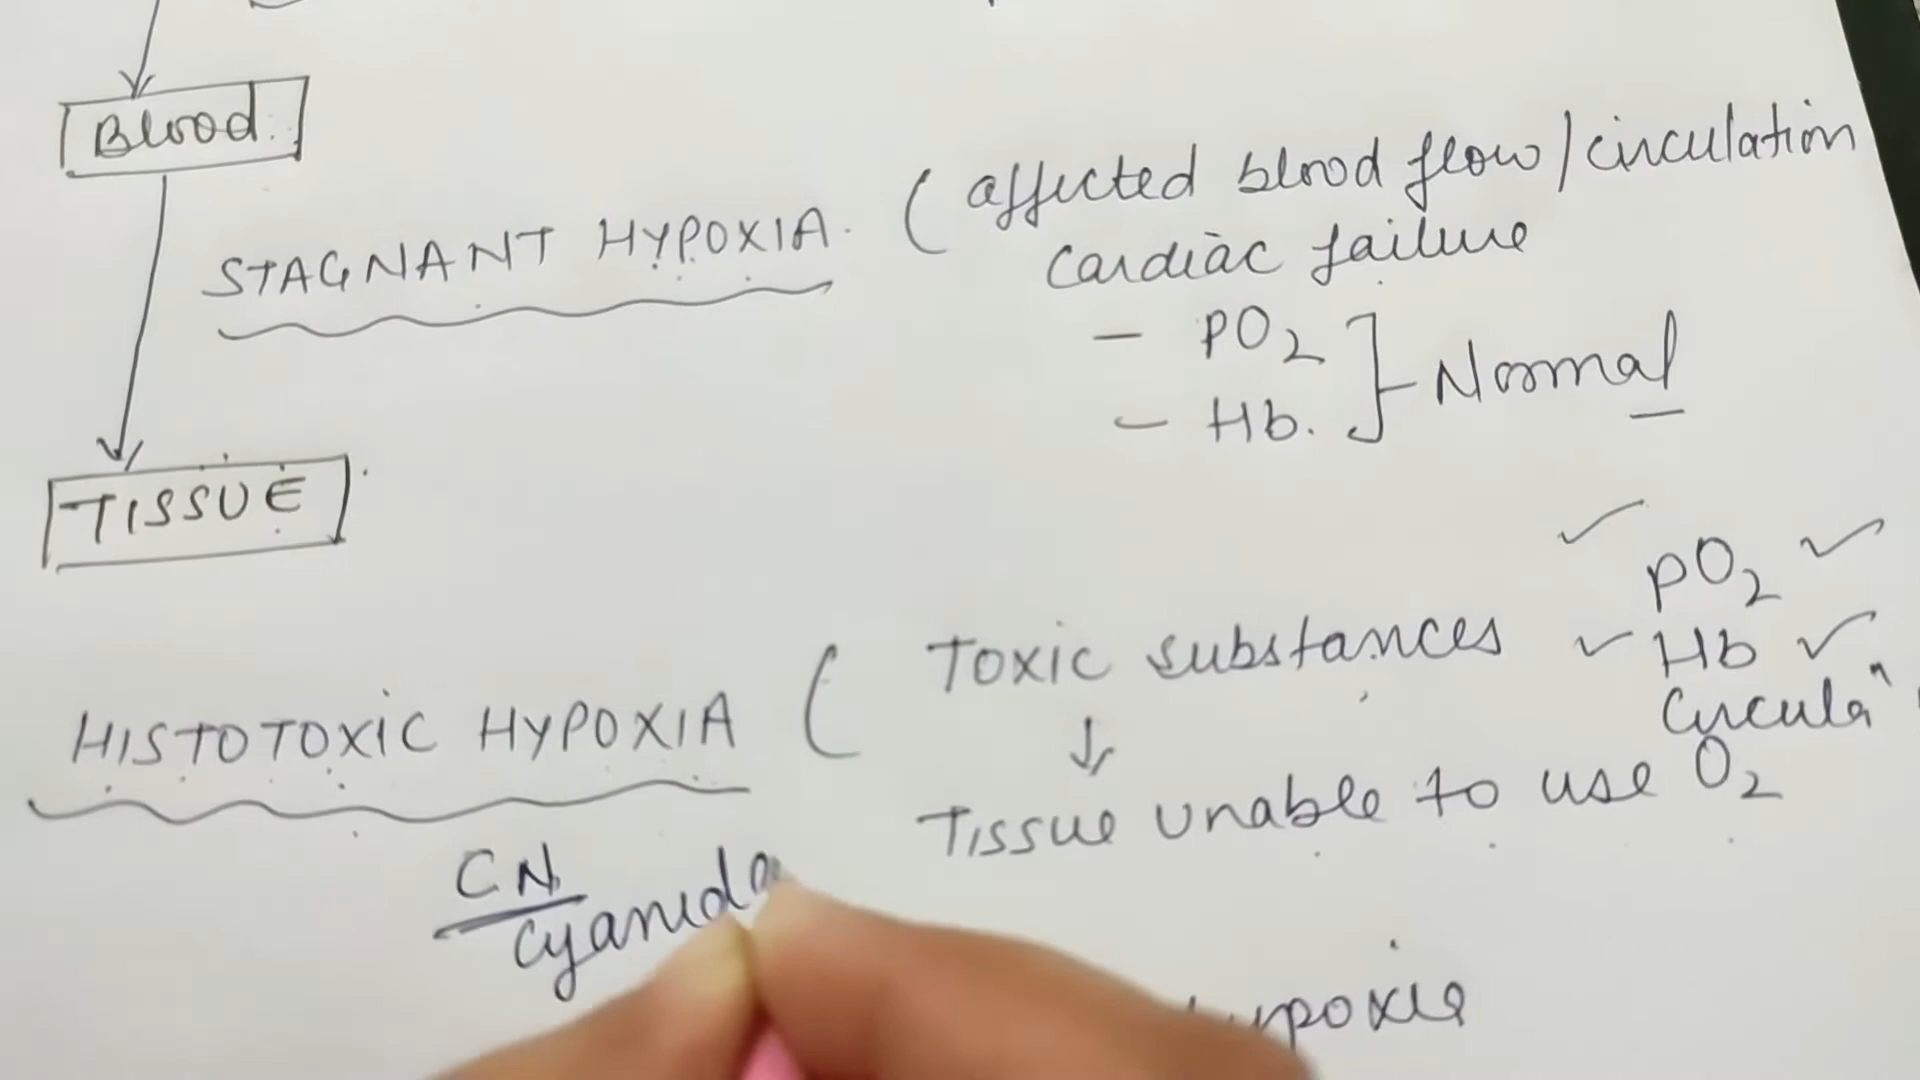 Blood
STAGNANT HYPOXIA. ( affected blood flow / circulation
cardiac failure
- PO2
- Hb. ] - Normal
TISSUE
✓ PO2 ✓
HISTOTOXIC HYPOXIA ( TOXIC substances ✓ Hb ✓
Circula^n
↓
Tissue unable to use O2
CN
Cyanide